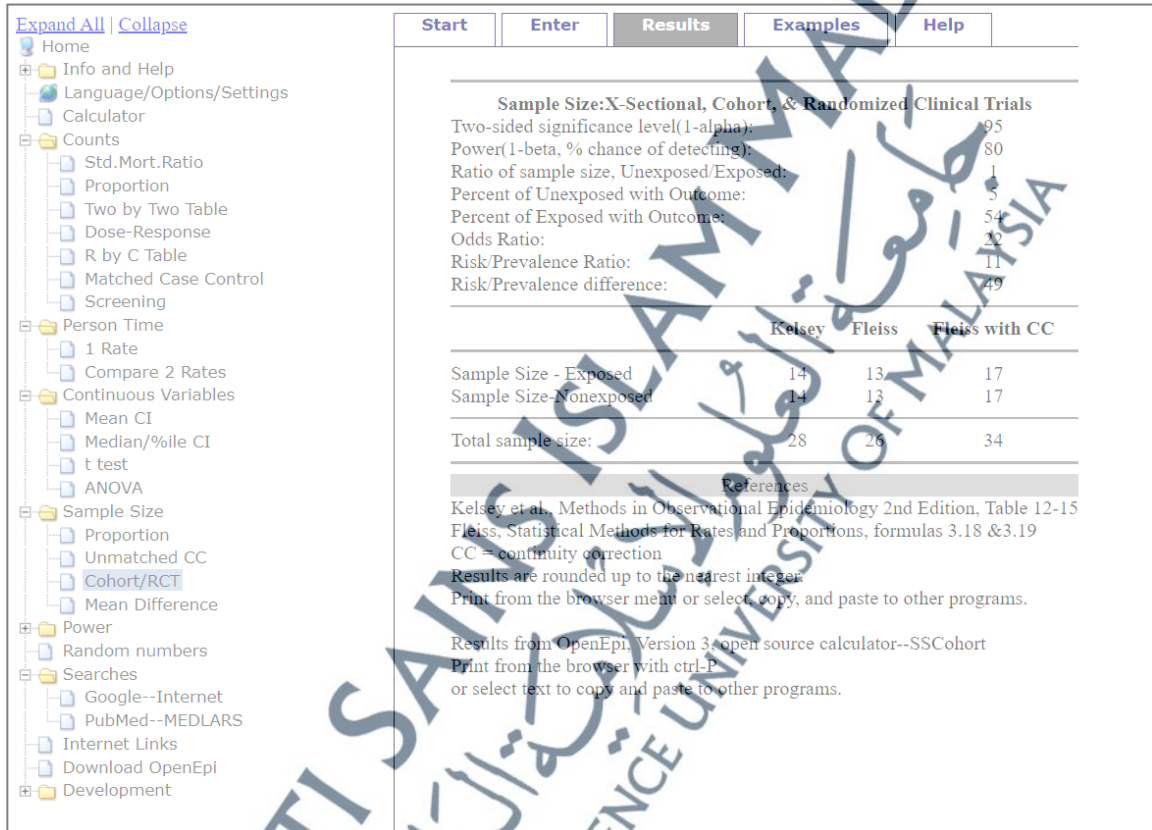 Expand All | Collapse
Home
Info and Help
Language/Options/Settings
Calculator
Counts
Std.Mort.Ratio
Proportion
Two by Two Table
Dose-Response
R by C Table
Matched Case Control
Screening
Person Time
1 Rate
Compare 2 Rates
Continuous Variables
Mean CI
Median/%ile CI
t test
ANOVA
Sample Size
Proportion
Unmatched CC
Cohort/RCT
Mean Difference
Power
Random numbers
Searches
Google--Internet
PubMed--MEDLARS
Internet Links
Download OpenEpi
Development
Start Enter Results Examples Help
Sample Size:X-Sectional, Cohort, & Randomized Clinical Trials
Two-sided significance level(1-alpha): 95
Power(1-beta, % chance of detecting): 80
Ratio of sample size, Unexposed/Exposed: 1
Percent of Unexposed with Outcome: 5
Percent of Exposed with Outcome: 54
Odds Ratio: 22
Risk/Prevalence Ratio: 11
Risk/Prevalence difference: 49
Kelsey Fleiss Fleiss with CC
Sample Size - Exposed 14 13 17
Sample Size-Nonexposed 14 13 17
Total sample size: 28 26 34
References
Kelsey et al., Methods in Observational Epidemiology 2nd Edition, Table 12-15
Fleiss, Statistical Methods for Rates and Proportions, formulas 3.18 &3.19
CC = continuity correction
Results are rounded up to the nearest integer.
Print from the browser menu or select, copy, and paste to other programs.
Results from OpenEpi, Version 3, open source calculator--SSCohort
Print from the browser with ctrl-P
or select text to copy and paste to other programs.
TI SAINS ISLAM MAL
جامعة العلوم الإسلامية
ENCE UNIVERSITY OF MALAYSIA